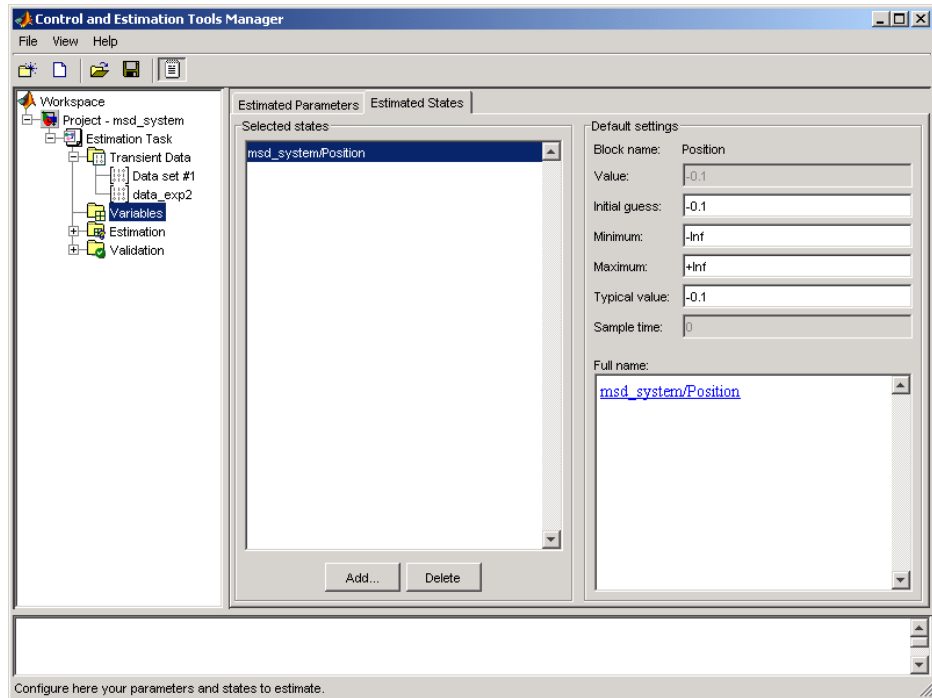 Control and Estimation Tools Manager
File View Help
Workspace
Project - msd_system
Estimation Task
Transient Data
Data set #1
data_exp2
Variables
Estimation
Validation
Estimated Parameters Estimated States
Selected states
msd_system/Position
Add... Delete
Default settings
Block name: Position
Value: -0.1
Initial guess: -0.1
Minimum: -Inf
Maximum: +Inf
Typical value: -0.1
Sample time: 0
Full name:
msd_system/Position
Configure here your parameters and states to estimate.